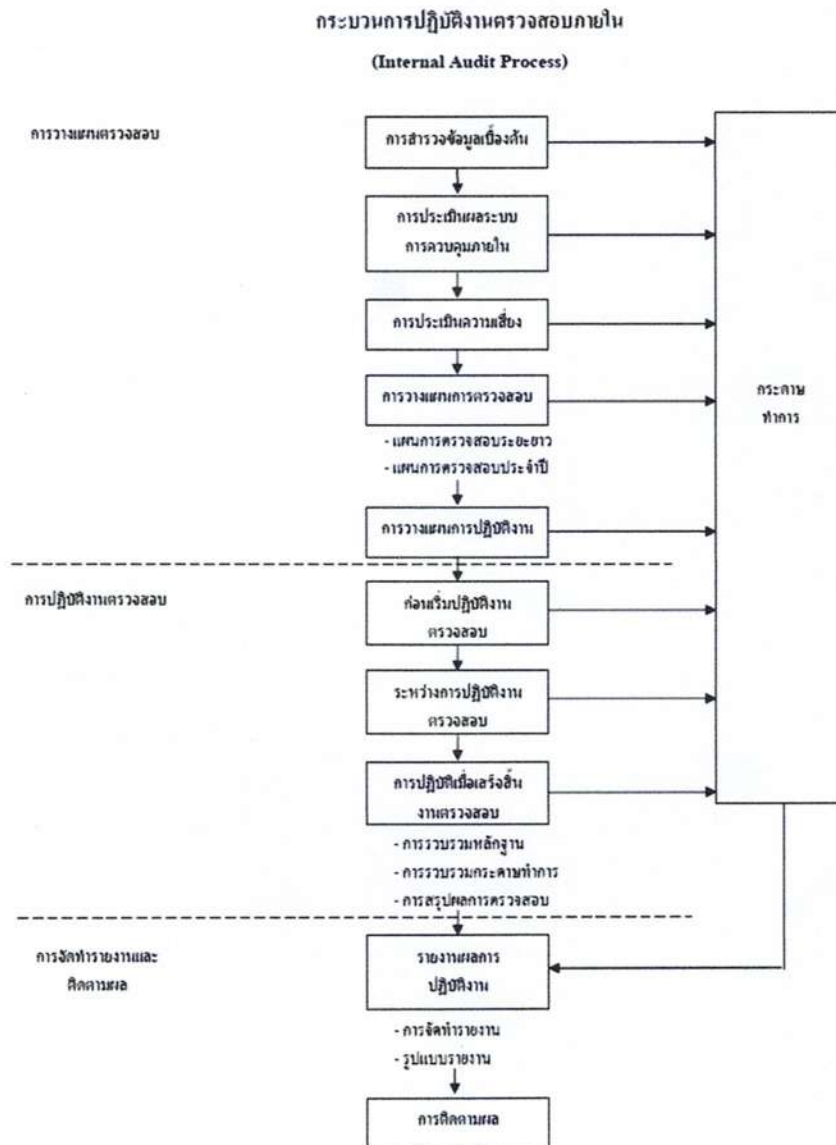 กระบวนการปฏิบัติงานตรวจสอบภายใน
(Internal Audit Process)
การวางแผนตรวจสอบ
การสำรวจข้อมูลเบื้องต้น
การประเมินผลระบบ
การควบคุมภายใน
การประเมินความเสี่ยง
การวางแผนการตรวจสอบ
- แผนการตรวจสอบระยะยาว
- แผนการตรวจสอบประจำปี
กระดาษ
ทำการ
การวางแผนการปฏิบัติงาน
การปฏิบัติงานตรวจสอบ
ก่อนเริ่มปฏิบัติงาน
ตรวจสอบ
ระหว่างการปฏิบัติงาน
ตรวจสอบ
การปฏิบัติเมื่อเสร็จสิ้น
งานตรวจสอบ
- การรวบรวมหลักฐาน
- การรวบรวมกระดาษทำการ
- การสรุปผลการตรวจสอบ
การจัดทำรายงานและ
ติดตามผล
รายงานผลการ
ปฏิบัติงาน
- การจัดทำรายงาน
- รูปแบบรายงาน
การติดตามผล